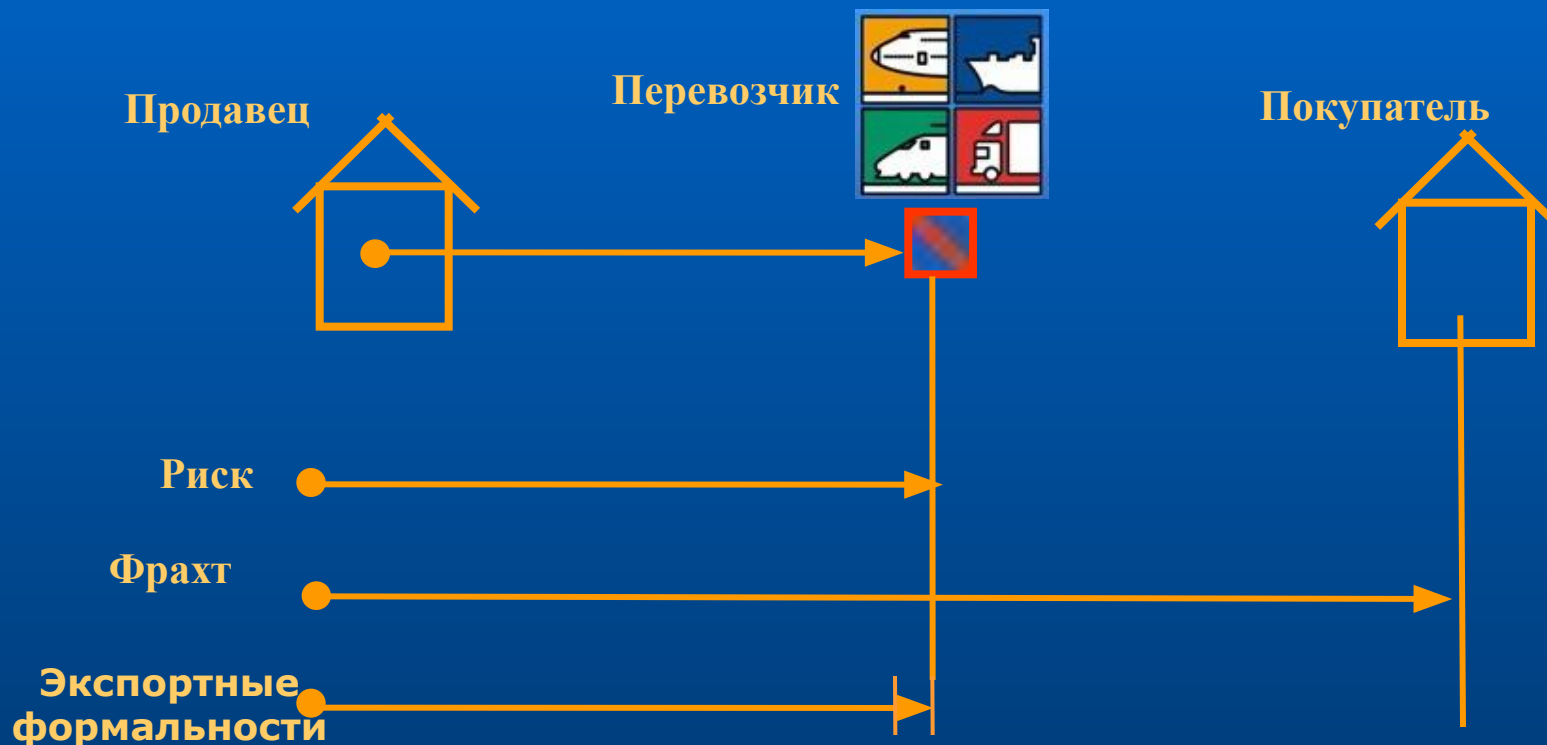 Продавец
Перевозчик
Покупатель
Риск
Фрахт
Экспортные
формальности